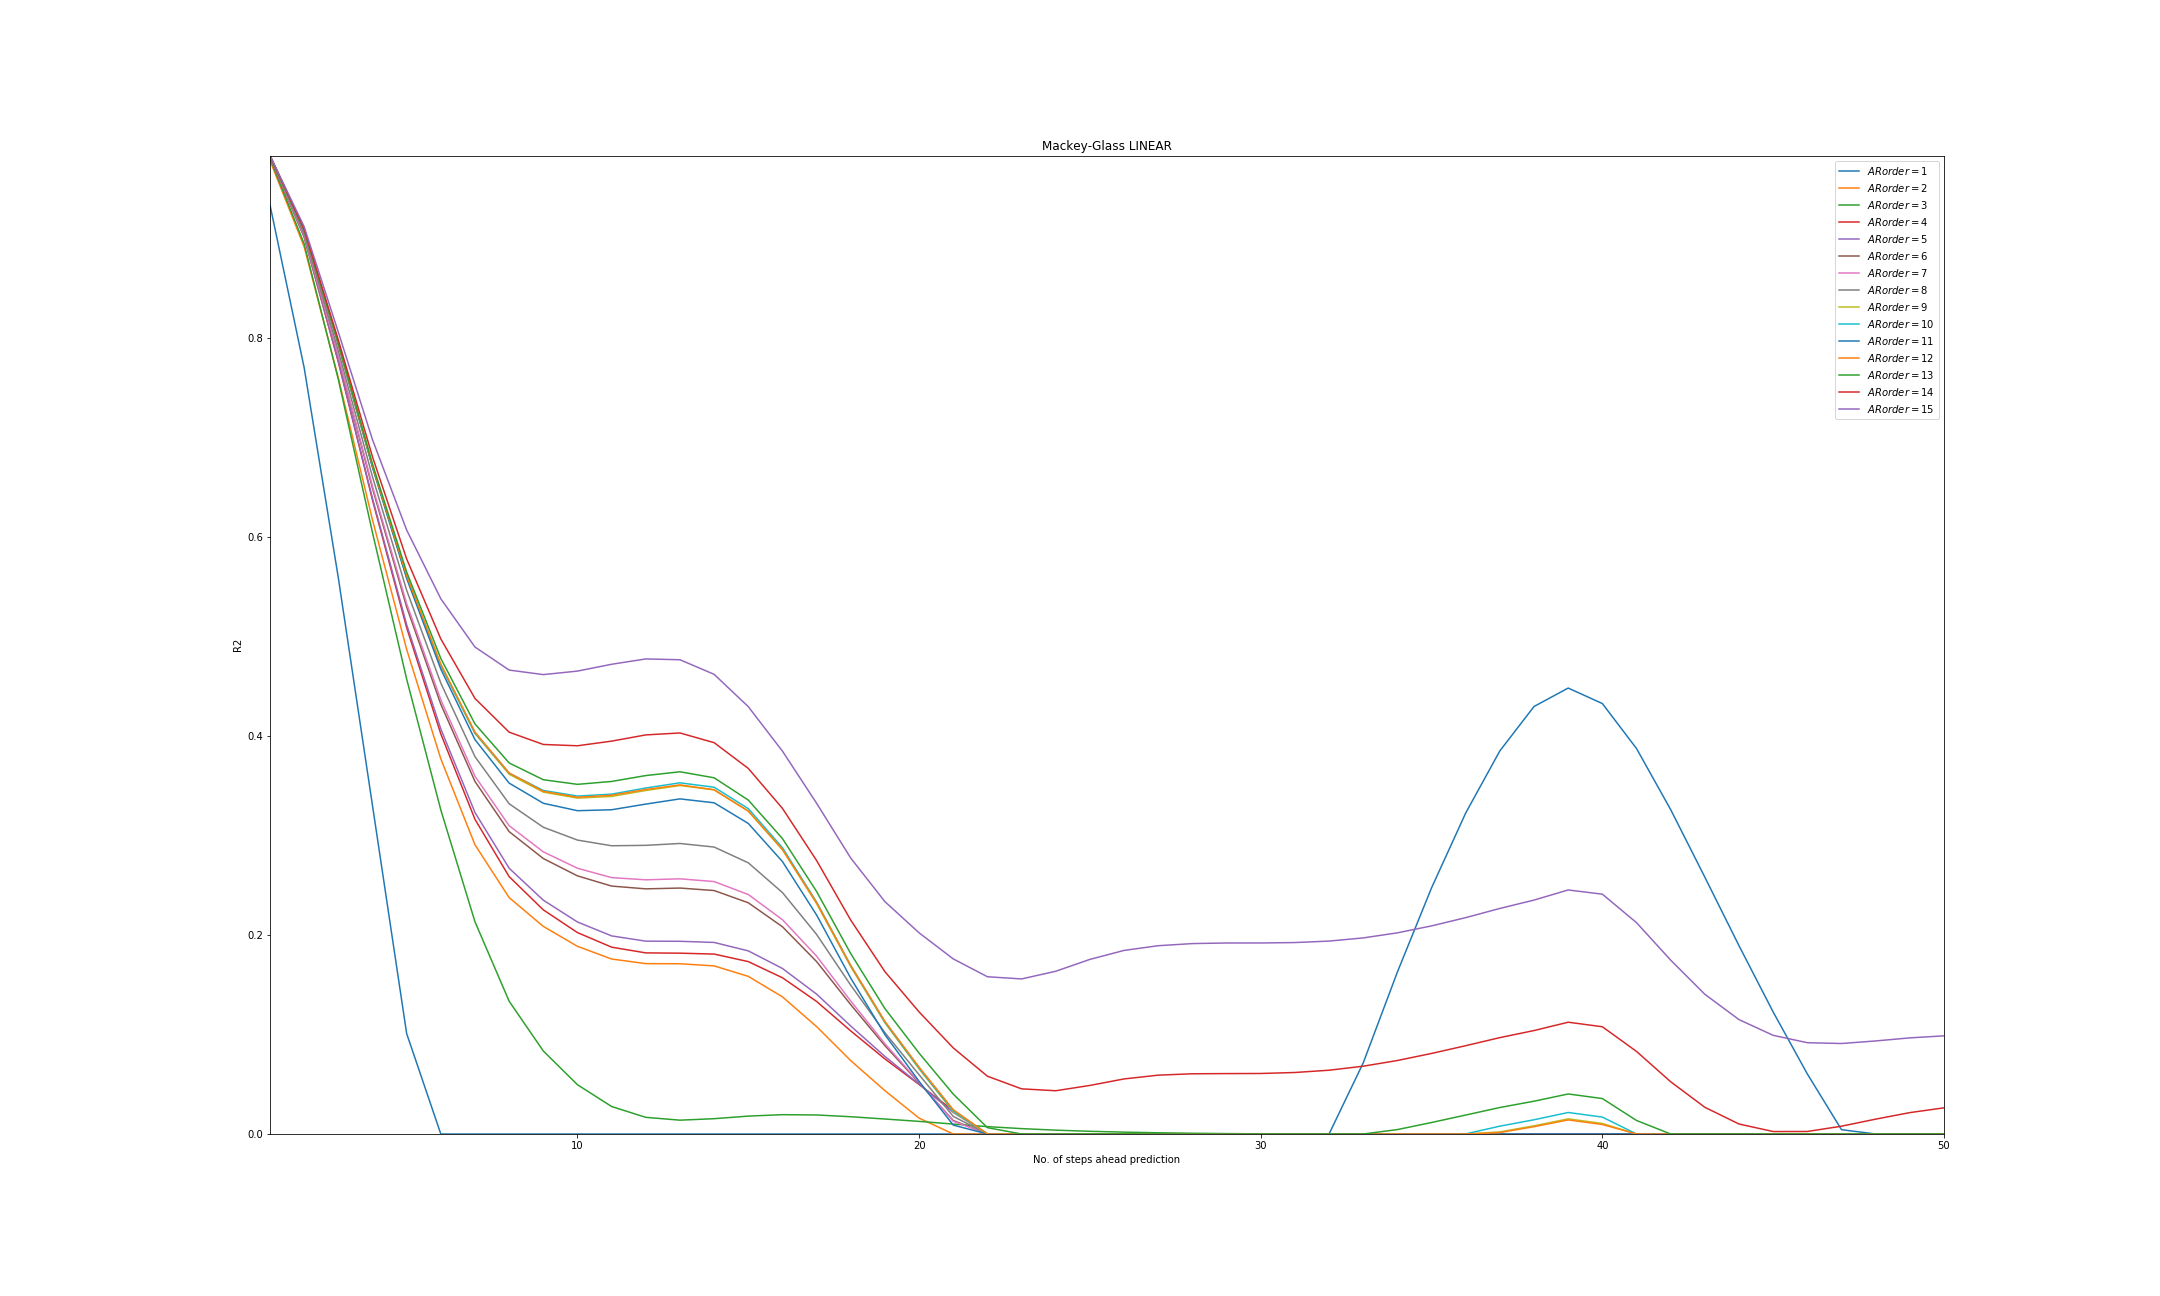 Mackey-Glass LINEAR
ARorder = 1
ARorder = 2
ARorder = 3
ARorder = 4
ARorder = 5
ARorder = 6
ARorder = 7
ARorder = 8
ARorder = 9
ARorder = 10
ARorder = 11
ARorder = 12
ARorder = 13
ARorder = 14
ARorder = 15
0.8
0.6
R2
0.4
0.2
0.0
10
20
30
40
50
No. of steps ahead prediction